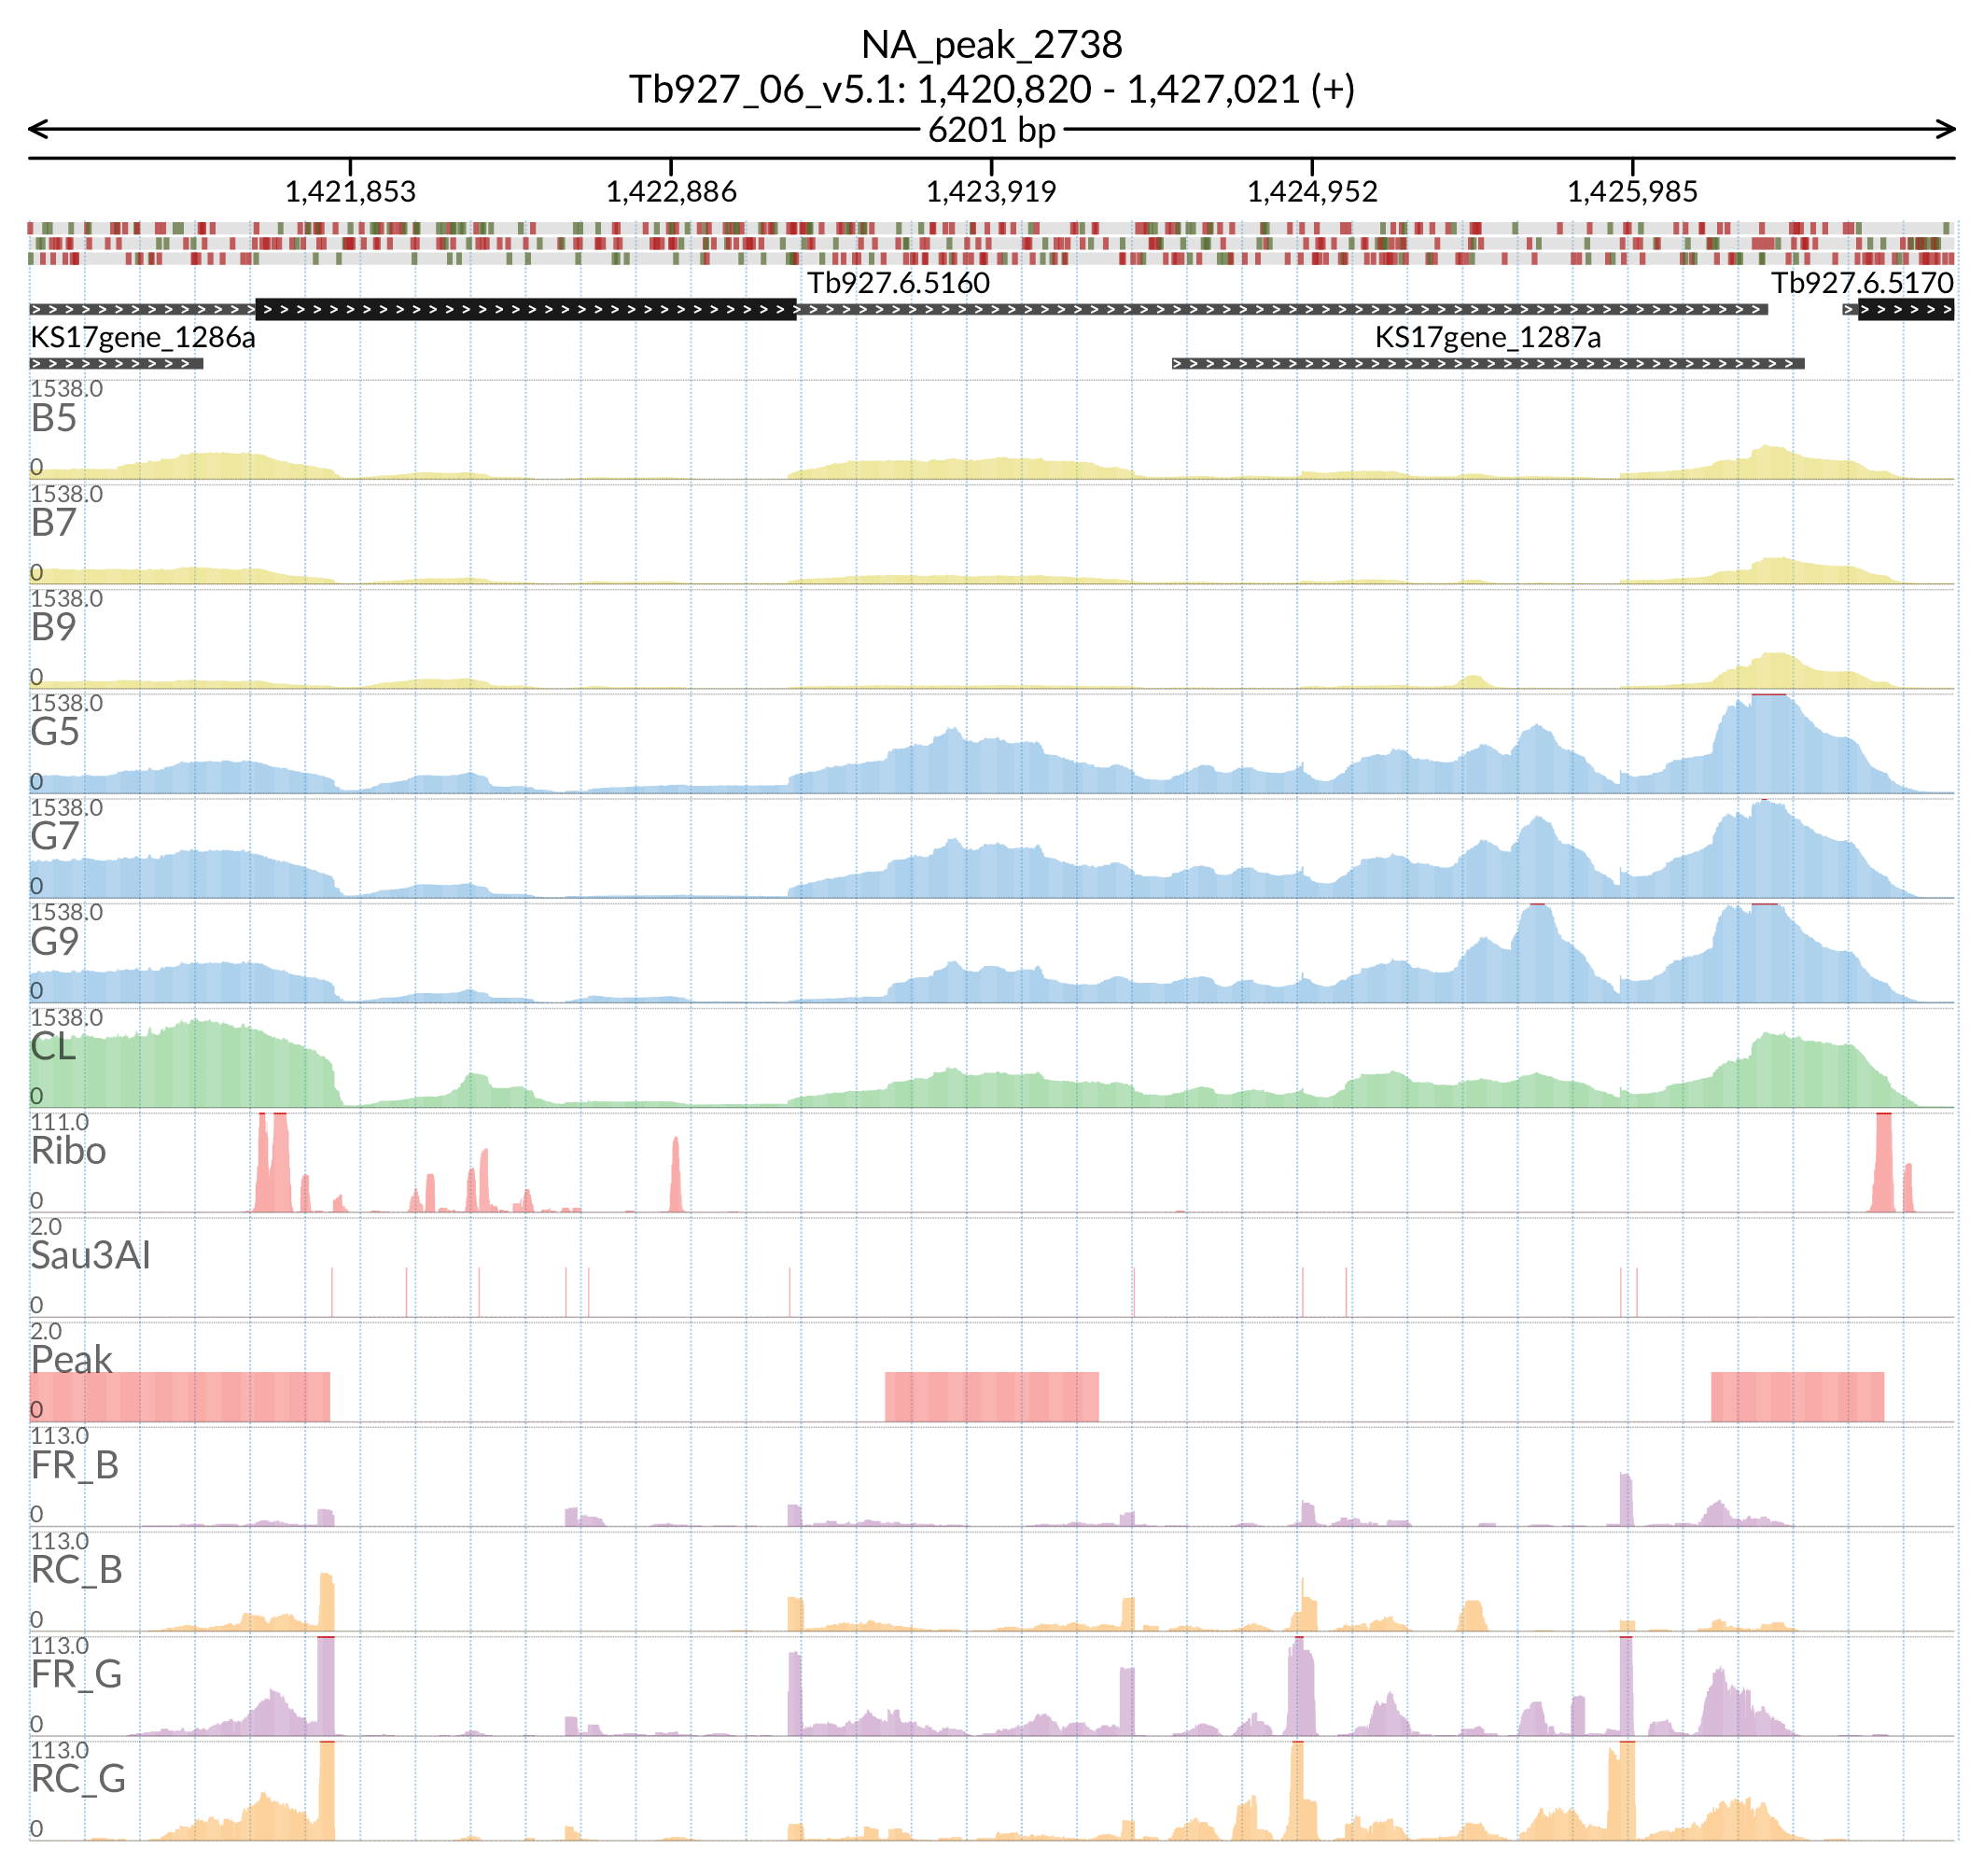 NA_peak_2738
Tb927_06_v5.1: 1,420,820 - 1,427,021 (+)
6201 bp
1,421,853 1,422,886 1,423,919 1,424,952 1,425,985
Tb927.6.5160 Tb927.6.5170
KS17gene_1286a KS17gene_1287a
1538.0
B5
0
1538.0
B7
0
1538.0
B9
0
1538.0
G5
0
1538.0
G7
0
1538.0
G9
0
1538.0
CL
0
111.0
Ribo
0
2.0
Sau3AI
0
2.0
Peak
0
113.0
FR_B
0
113.0
RC_B
0
113.0
FR_G
0
113.0
RC_G
0